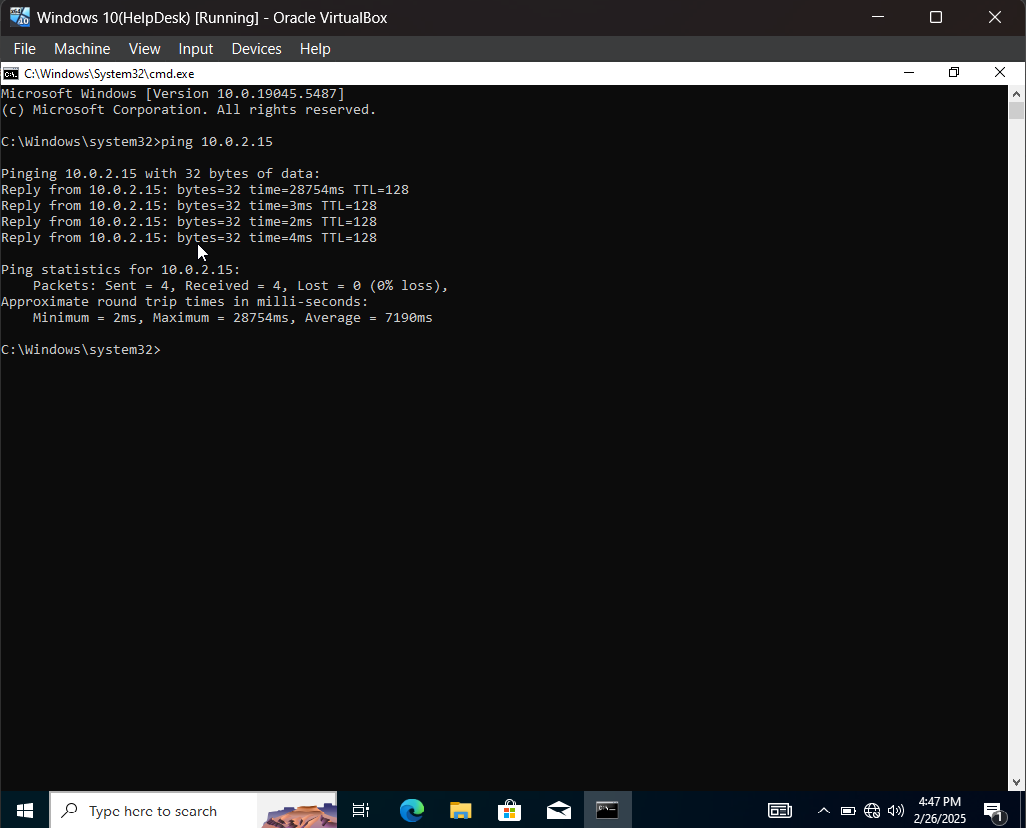 Windows 10(HelpDesk) [Running] - Oracle VirtualBox
File Machine View Input Devices Help
C:\Windows\System32\cmd.exe
Microsoft Windows [Version 10.0.19045.5487]
(c) Microsoft Corporation. All rights reserved.
C:\Windows\system32>ping 10.0.2.15
Pinging 10.0.2.15 with 32 bytes of data:
Reply from 10.0.2.15: bytes=32 time=28754ms TTL=128
Reply from 10.0.2.15: bytes=32 time=3ms TTL=128
Reply from 10.0.2.15: bytes=32 time=2ms TTL=128
Reply from 10.0.2.15: bytes=32 time=4ms TTL=128
Ping statistics for 10.0.2.15:
Packets: Sent = 4, Received = 4, Lost = 0 (0% loss),
Approximate round trip times in milli-seconds:
Minimum = 2ms, Maximum = 28754ms, Average = 7190ms
C:\Windows\system32>
Type here to search
4:47 PM
2/26/2025
1